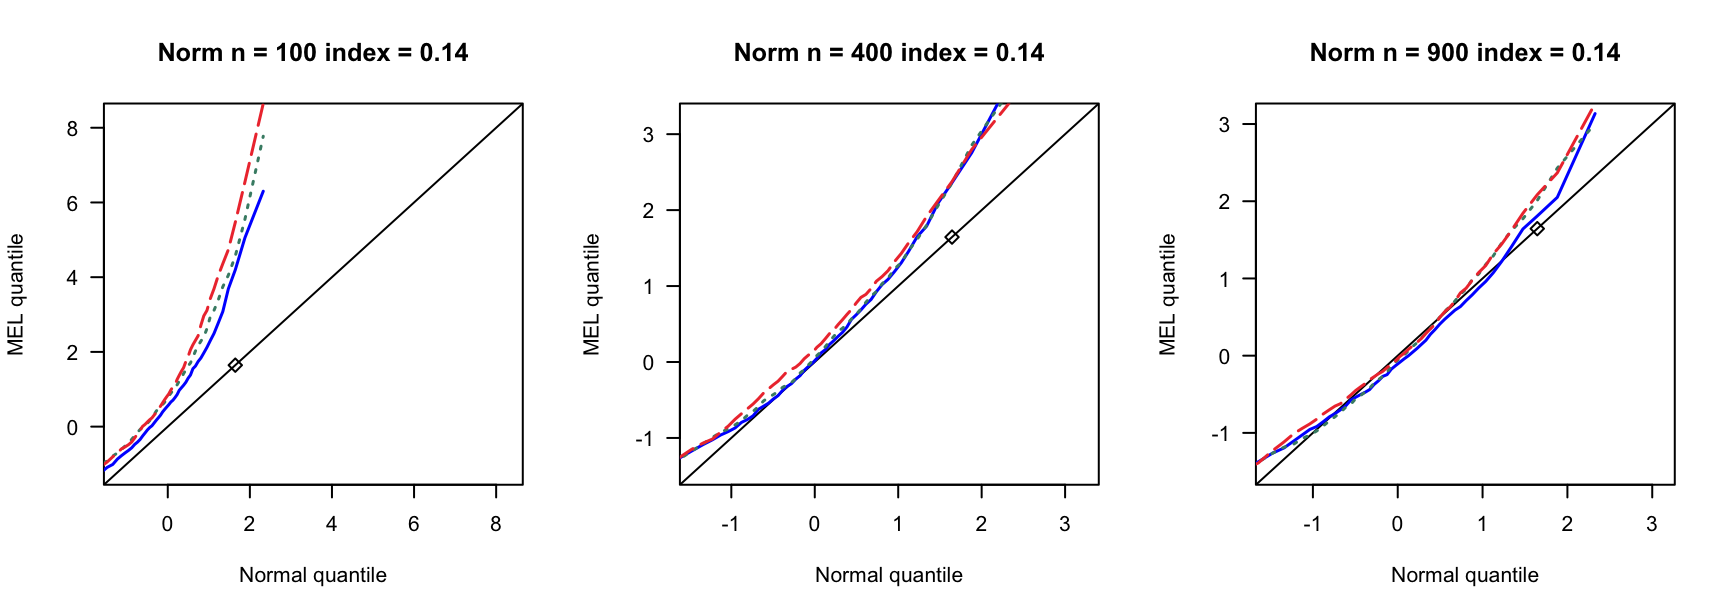 Norm n = 100 index = 0.14
MEL quantile
8
6
4
2
0
0 2 4 6 8
Normal quantile
Norm n = 400 index = 0.14
MEL quantile
3
2
1
0
-1
-1 0 1 2 3
Normal quantile
Norm n = 900 index = 0.14
MEL quantile
3
2
1
0
-1
-1 0 1 2 3
Normal quantile